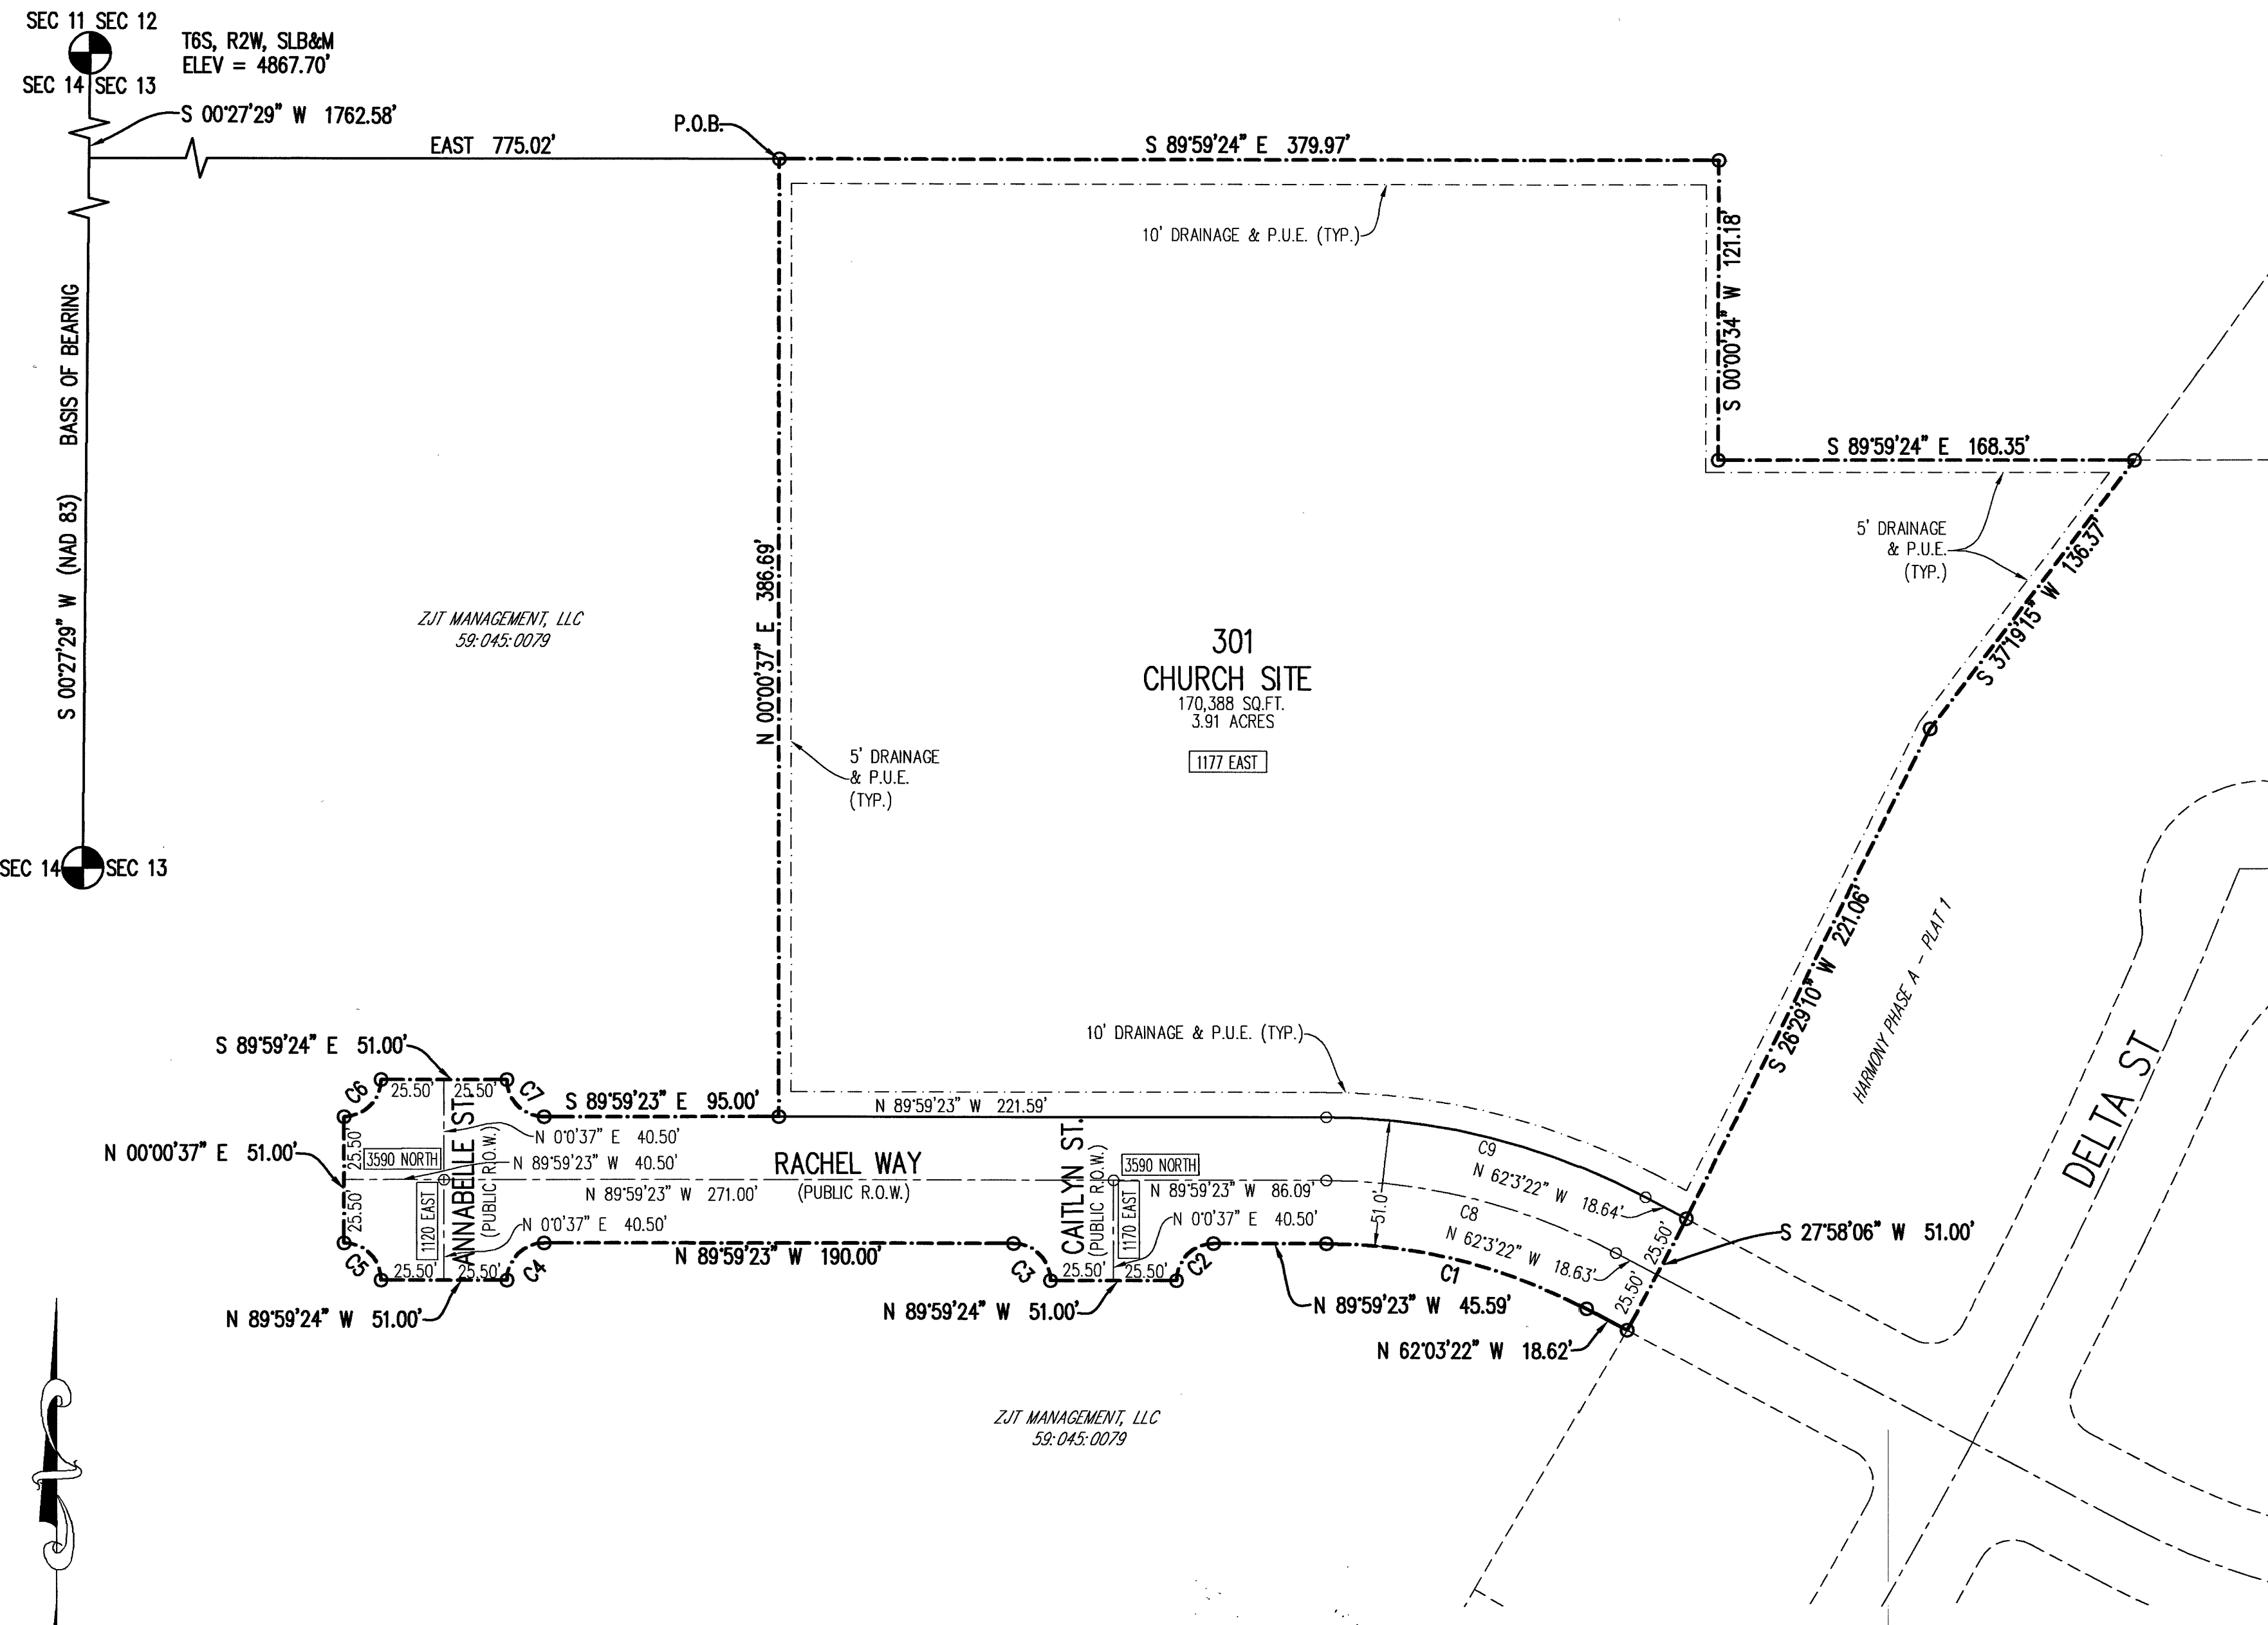 SEC 11 SEC 12
T6S, R2W, SLB&M
ELEV = 4867.70'
SEC 14 SEC 13
S 00°27'29" W 1762.58'
P.O.B.
EAST 775.02'
S 89°59'24" E 379.97'
10' DRAINAGE & P.U.E. (TYP.)
S 00°00'34" W 121.18'
S 00°27'29" W (NAD 83) BASIS OF BEARING
S 89°59'24" E 168.35'
5' DRAINAGE
& P.U.E.
(TYP.)
S 37°19'15" W 136.37'
ZJT MANAGEMENT, LLC
59:045:0079
N 00°00'37" E 386.69'
301
CHURCH SITE
170,388 SQ.FT.
3.91 ACRES
1177 EAST
5' DRAINAGE
& P.U.E.
(TYP.)
SEC 14 SEC 13
S 26°29'10" W 221.06'
HARMONY PHASE A - PLAT 1
DELTA ST
10' DRAINAGE & P.U.E. (TYP.)
S 89°59'24" E 51.00'
C6
25.50' 25.50'
C7
S 89°59'23" E 95.00'
N 89°59'23" W 221.59'
N 00°00'37" E 51.00'
25.50'
25.50'
3590 NORTH
N 0°0'37" E 40.50'
N 89°59'23" W 40.50'
ANNABELLE ST.
(PUBLIC R.O.W.)
1120 EAST
RACHEL WAY
(PUBLIC R.O.W.)
N 89°59'23" W 271.00'
CAITLYN ST.
(PUBLIC R.O.W.)
3590 NORTH
1170 EAST
N 89°59'23" W 86.09'
N 0°0'37" E 40.50'
N 0°0'37" E 40.50'
51.0'
C9
N 62°3'22" W 18.64'
C8
N 62°3'22" W 18.63'
25.50'
25.50'
S 27°58'06" W 51.00'
C5
25.50' 25.50'
C4
N 89°59'23" W 190.00'
C3
25.50' 25.50'
C2
C1
N 89°59'24" W 51.00'
N 89°59'24" W 51.00'
N 89°59'23" W 45.59'
N 62°03'22" W 18.62'
ZJT MANAGEMENT, LLC
59:045:0079